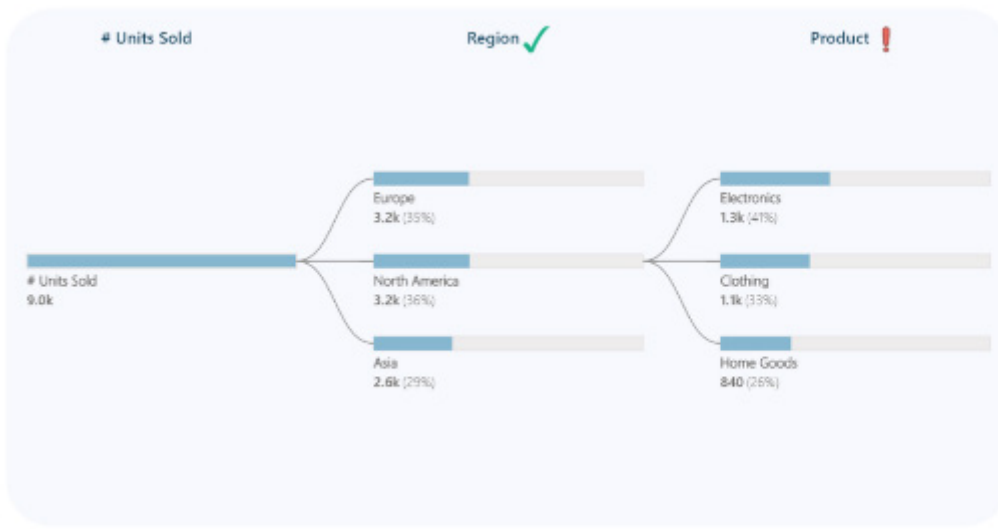 # Units Sold
Region
Product
Europe
3.2k (35%)
Electronics
1.3k (41%)
# Units Sold
9.0k
North America
3.2k (36%)
Clothing
1.1k (33%)
Asia
2.6k (29%)
Home Goods
840 (26%)